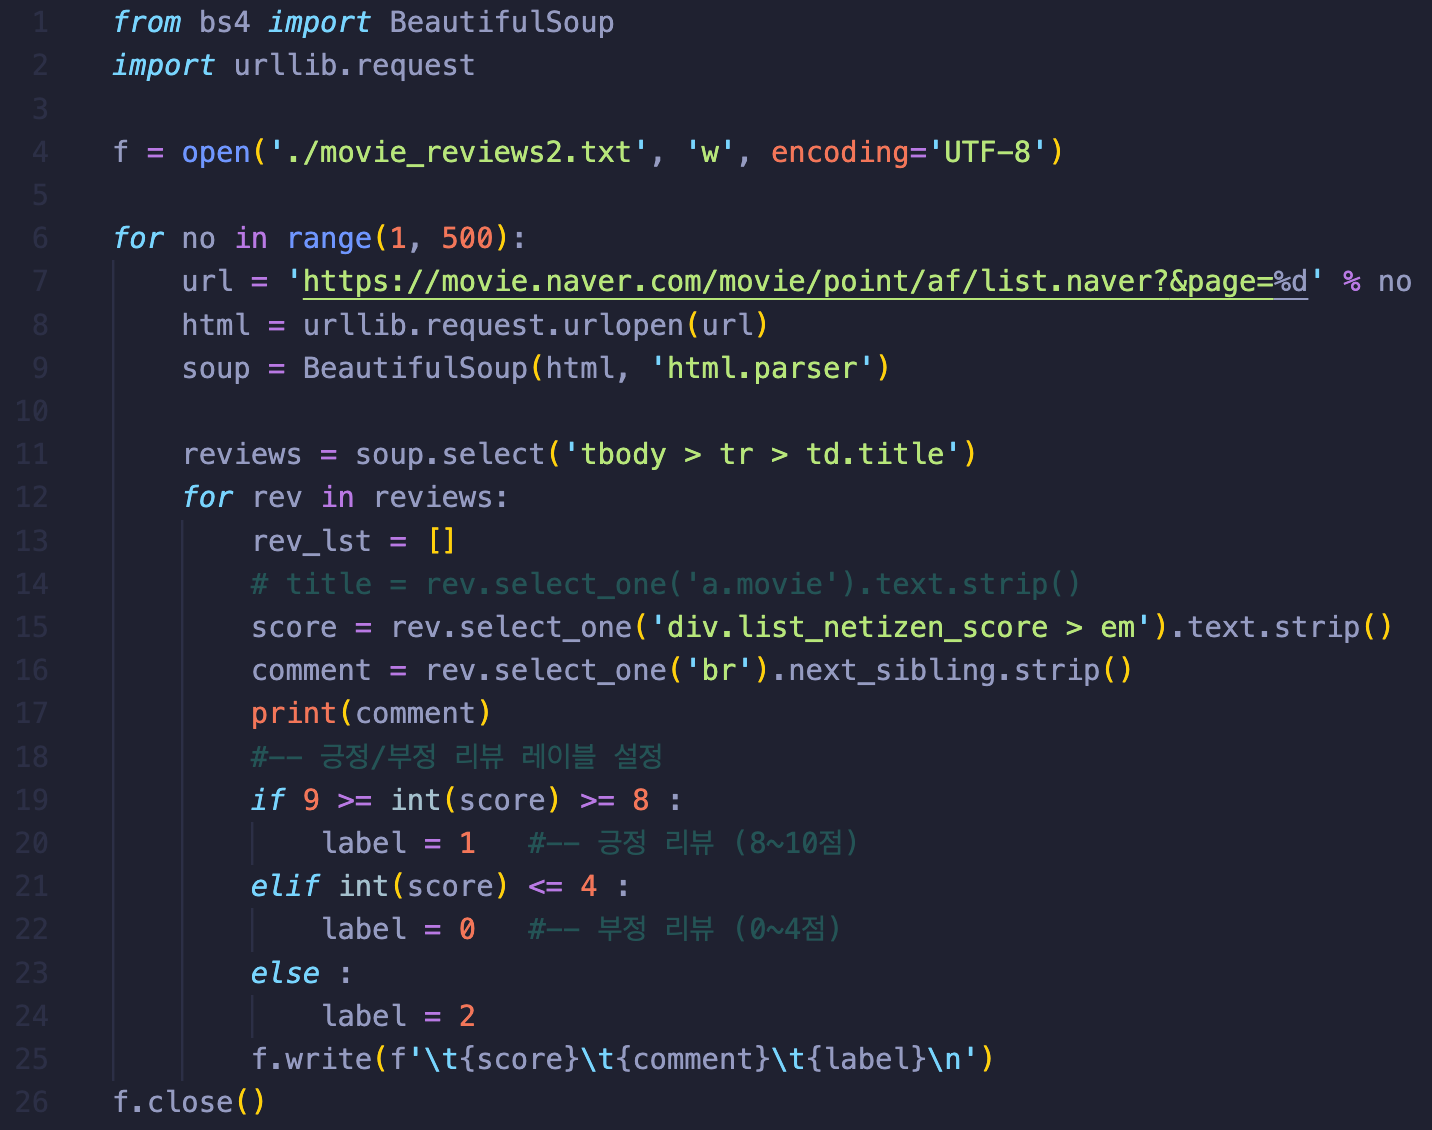 1 from bs4 import BeautifulSoup
2 import urllib.request
3
4 f = open('./movie_reviews2.txt', 'w', encoding='UTF-8')
5
6 for no in range(1, 500):
7     url = 'https://movie.naver.com/movie/point/af/list.naver?&page=%d' % no
8     html = urllib.request.urlopen(url)
9     soup = BeautifulSoup(html, 'html.parser')
10
11     reviews = soup.select('tbody > tr > td.title')
12     for rev in reviews:
13         rev_lst = []
14         # title = rev.select_one('a.movie').text.strip()
15         score = rev.select_one('div.list_netizen_score > em').text.strip()
16         comment = rev.select_one('br').next_sibling.strip()
17         print(comment)
18         #-- 긍정/부정 리뷰 레이블 설정
19         if 9 >= int(score) >= 8 :
20             label = 1   #-- 긍정 리뷰 (8~10점)
21         elif int(score) <= 4 :
22             label = 0   #-- 부정 리뷰 (0~4점)
23         else :
24             label = 2
25         f.write(f'\t{score}\t{comment}\t{label}\n')
26 f.close()